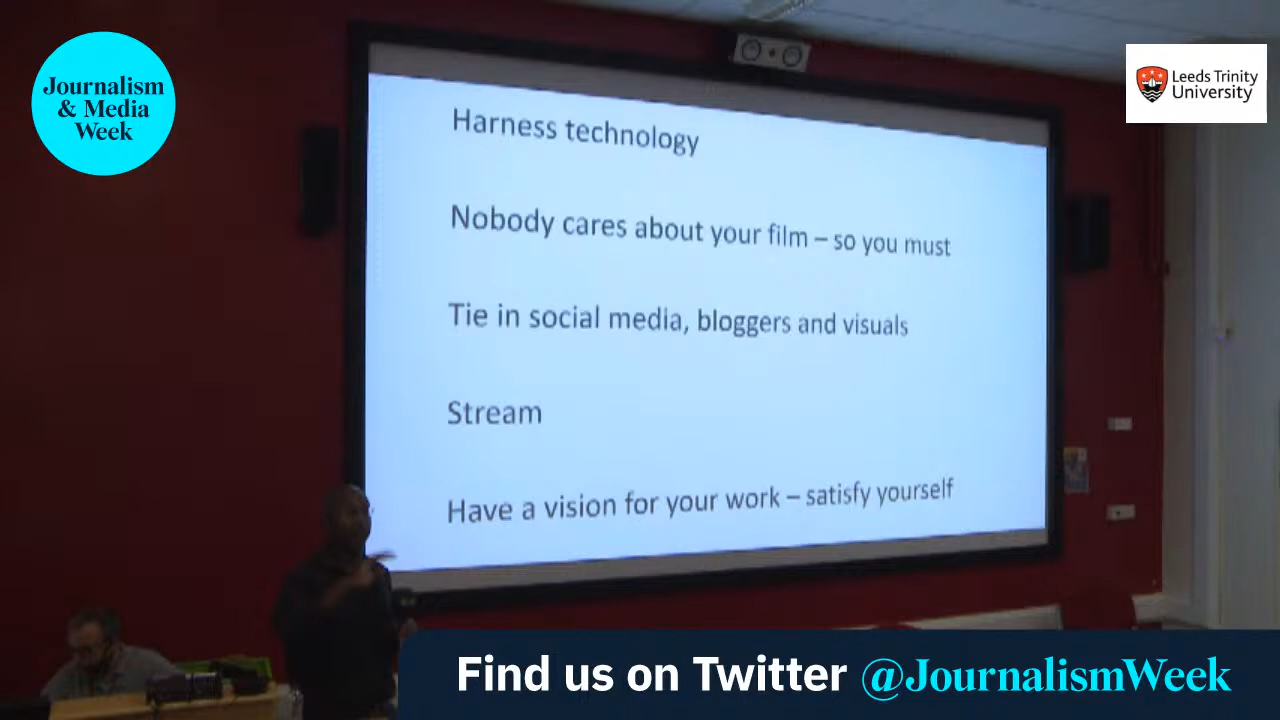 Journalism
& Media
Week
Leeds Trinity
University
Harness technology
Nobody cares about your film – so you must
Tie in social media, bloggers and visuals
Stream
Have a vision for your work – satisfy yourself
Find us on Twitter @JournalismWeek